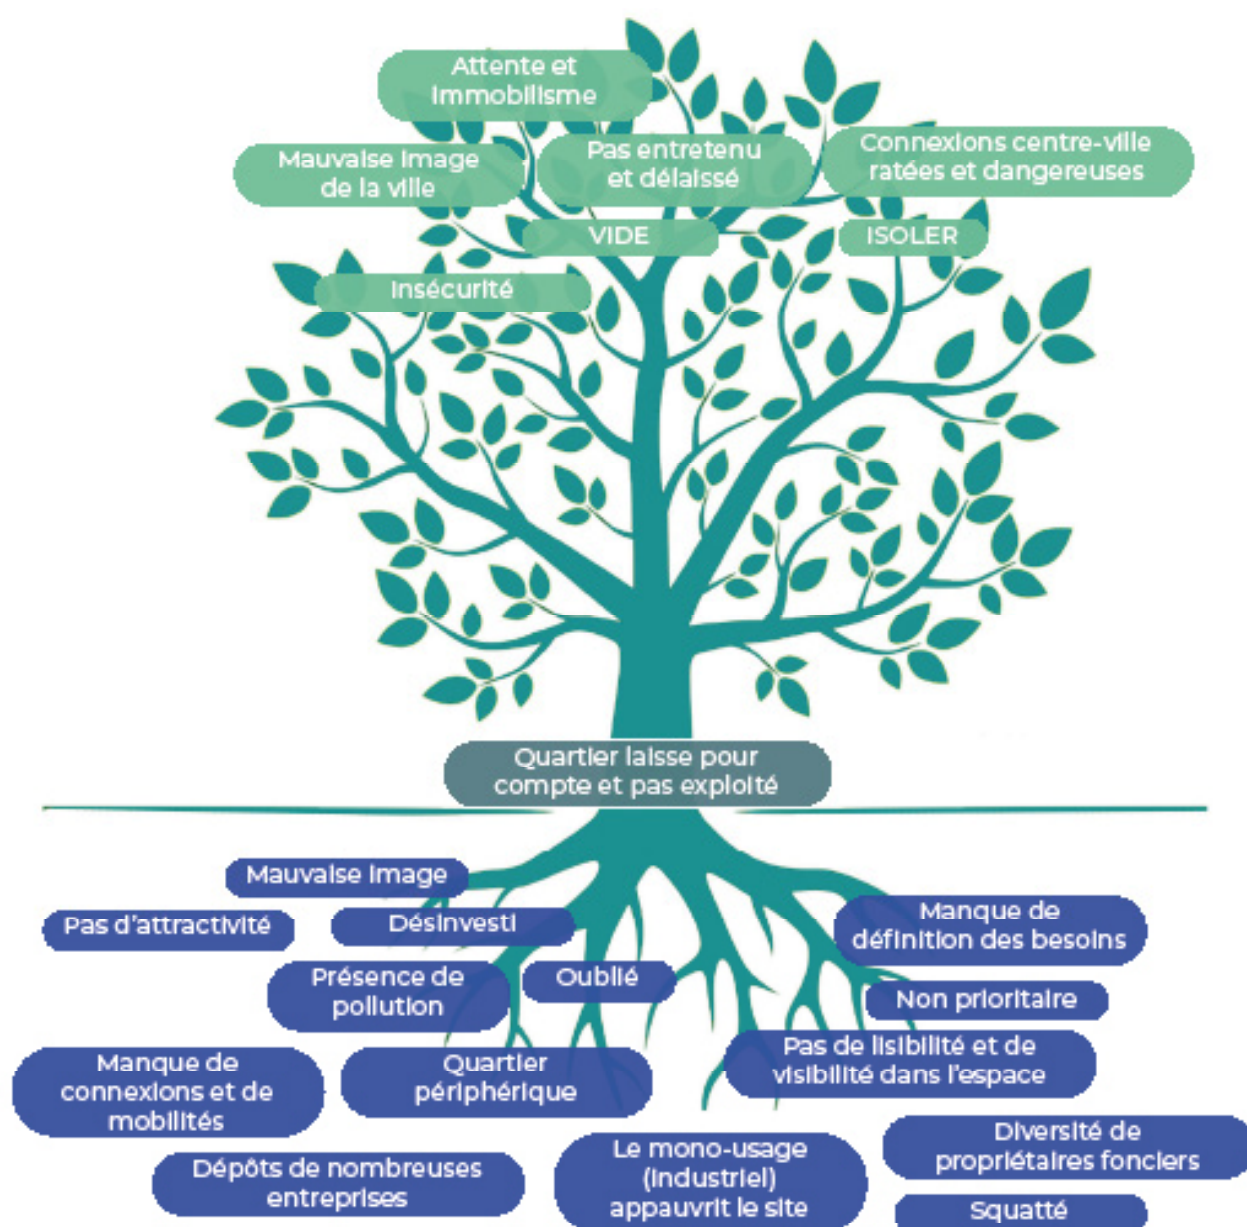 Attente et
immobilisme
Mauvaise image
de la ville
Pas entretenu
et délaissé
Connexions centre-ville
ratées et dangereuses
VIDE
ISOLER
Insécurité
Quartier laisse pour
compte et pas exploité
Mauvaise image
Pas d'attractivité
Désinvesti
Manque de
définition des besoins
Présence de
pollution
Oublié
Non prioritaire
Manque de
connexions et de
mobilités
Quartier
périphérique
Pas de lisibilité et de
visibilité dans l'espace
Dépôts de nombreuses
entreprises
Le mono-usage
(industriel)
appauvrit le site
Diversité de
propriétaires fonciers
Squatté